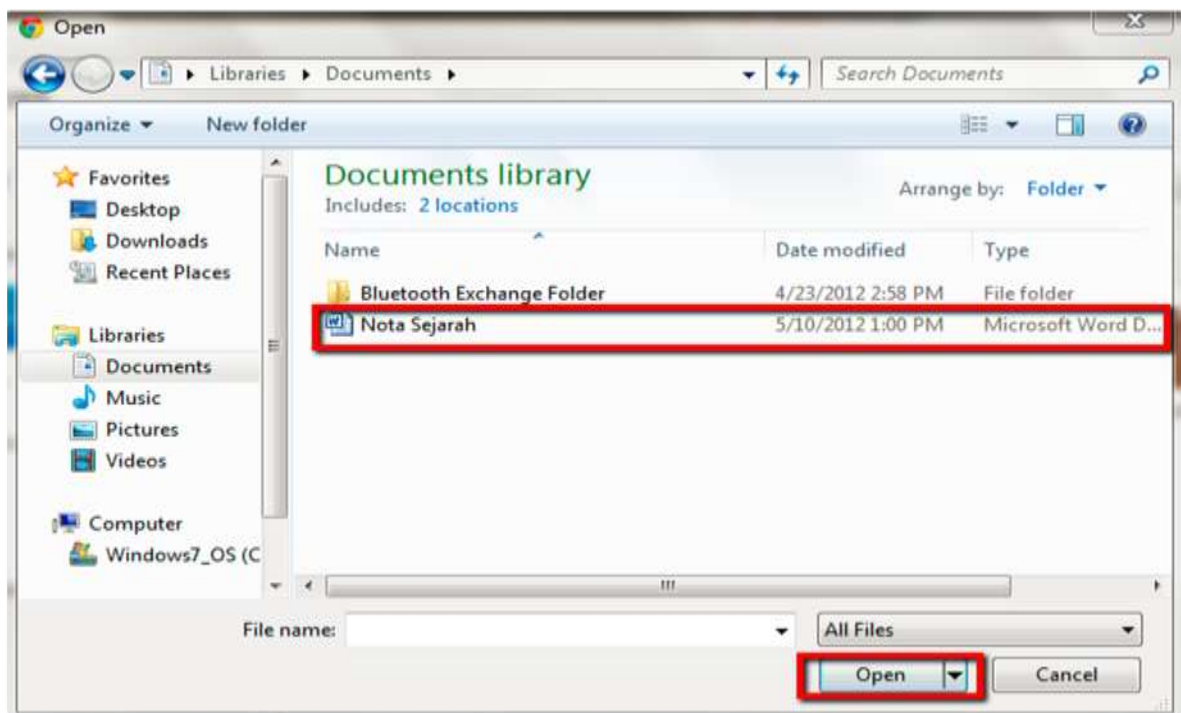 Open
Libraries Documents Search Documents
Organize New folder
Favorites
Desktop
Downloads
Recent Places
Libraries
Documents
Music
Pictures
Videos
Computer
Windows7_OS (C
Documents library
Includes: 2 locations
Arrange by: Folder
Name Date modified Type
Bluetooth Exchange Folder 4/23/2012 2:58 PM File folder
Nota Sejarah 5/10/2012 1:00 PM Microsoft Word D...
File name: All Files
Open Cancel